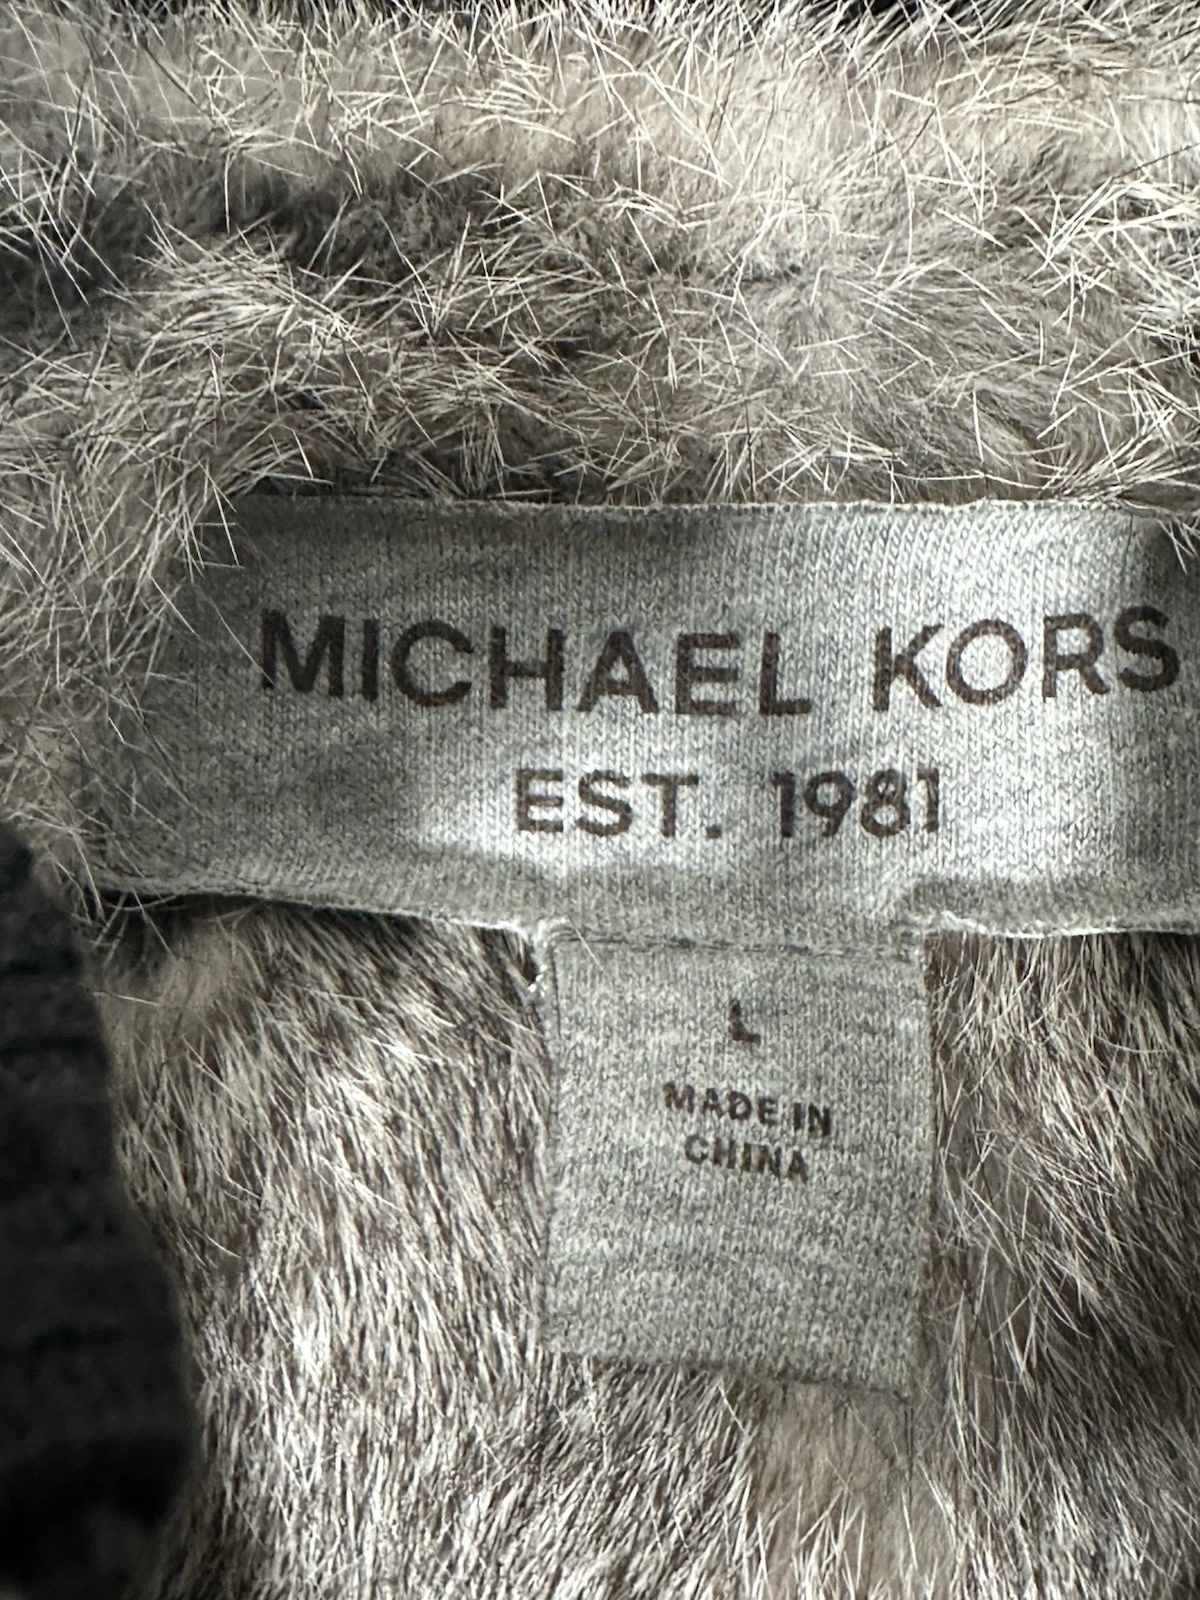 MICHAEL KORS
EST. 1981
L
MADE IN
CHINA